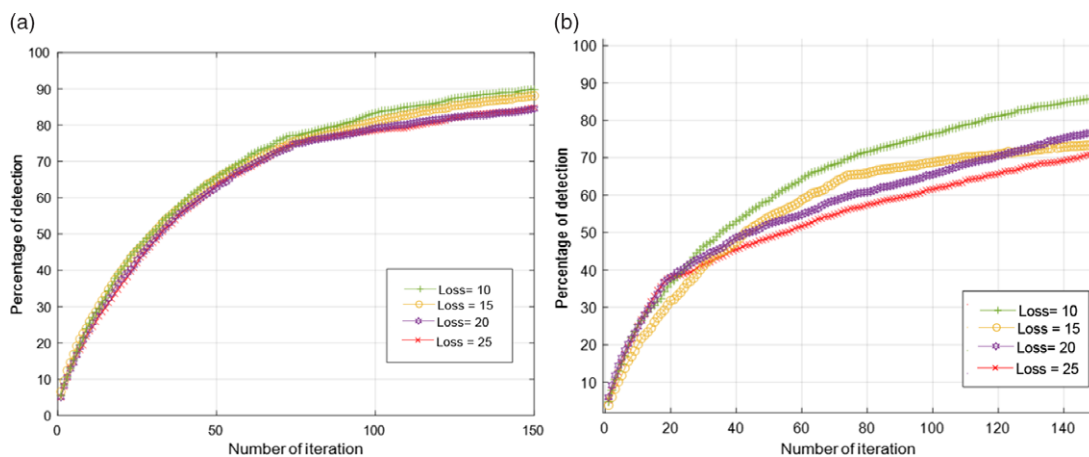 (a)
100
90
80
70
60
50
40
30
20
10
0
Percentage of detection
0 50 100 150
Number of iteration
Loss= 10
Loss = 15
Loss= 20
Loss = 25
(b)
100
90
80
70
60
50
40
30
20
10
Percentage of detection
0 20 40 60 80 100 120 140
Number of iteration
Loss= 10
Loss = 15
Loss= 20
Loss = 25